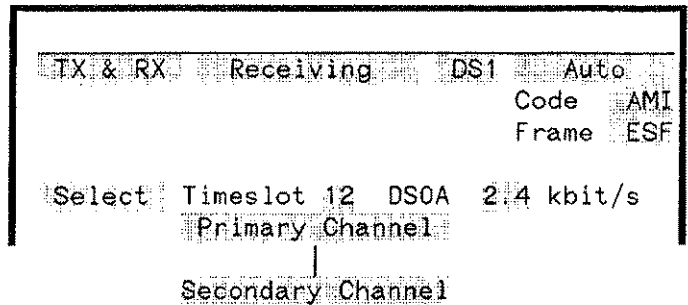 TX & RX Receiving DS1 Auto
Code AMI
Frame ESF
Select Timeslot 12 DS0A 2.4 kbit/s
Primary Channel
Secondary Channel